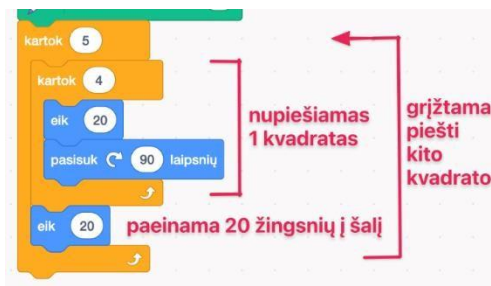 kartok 5
kartok 4
eik 20
pasisuk 90 laipsnių
eik 20
nupiešiamas
1 kvadratas
paeinama 20 žingsnių į šalį
grįžtama
piešti
kito
kvadrato